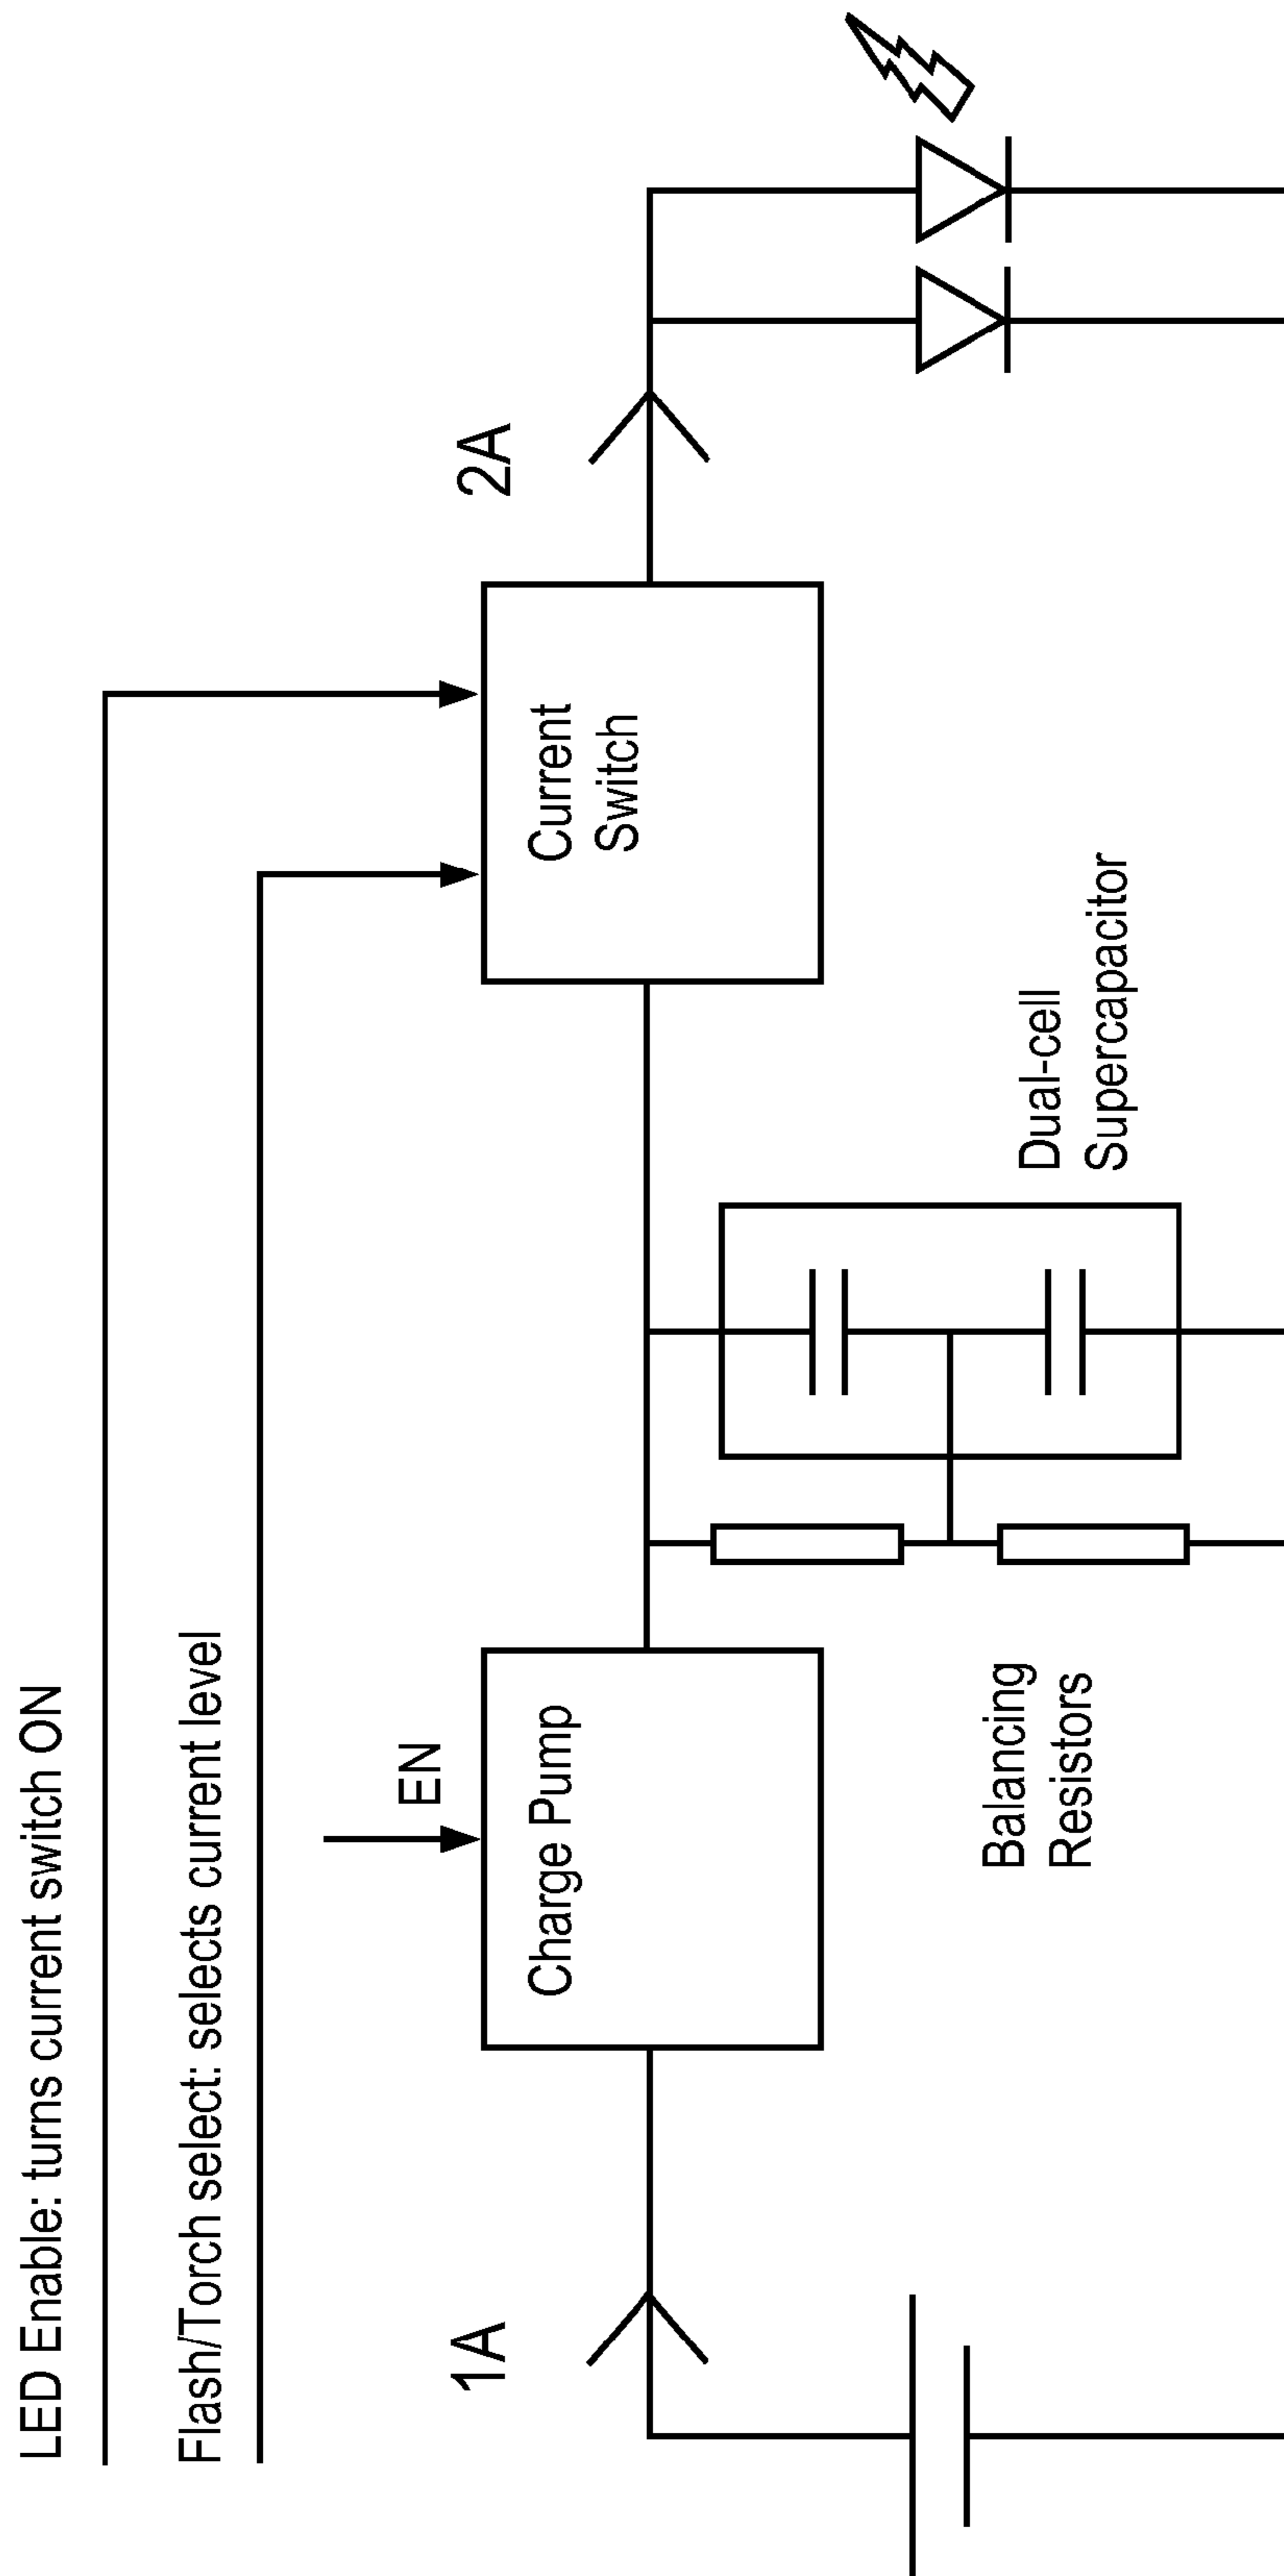 LED Enable: turns current switch ON
Flash/Torch select: selects current level
1A
EN
2A
Charge Pump
Current
Switch
Balancing
Resistors
Dual-cell
Supercapacitor